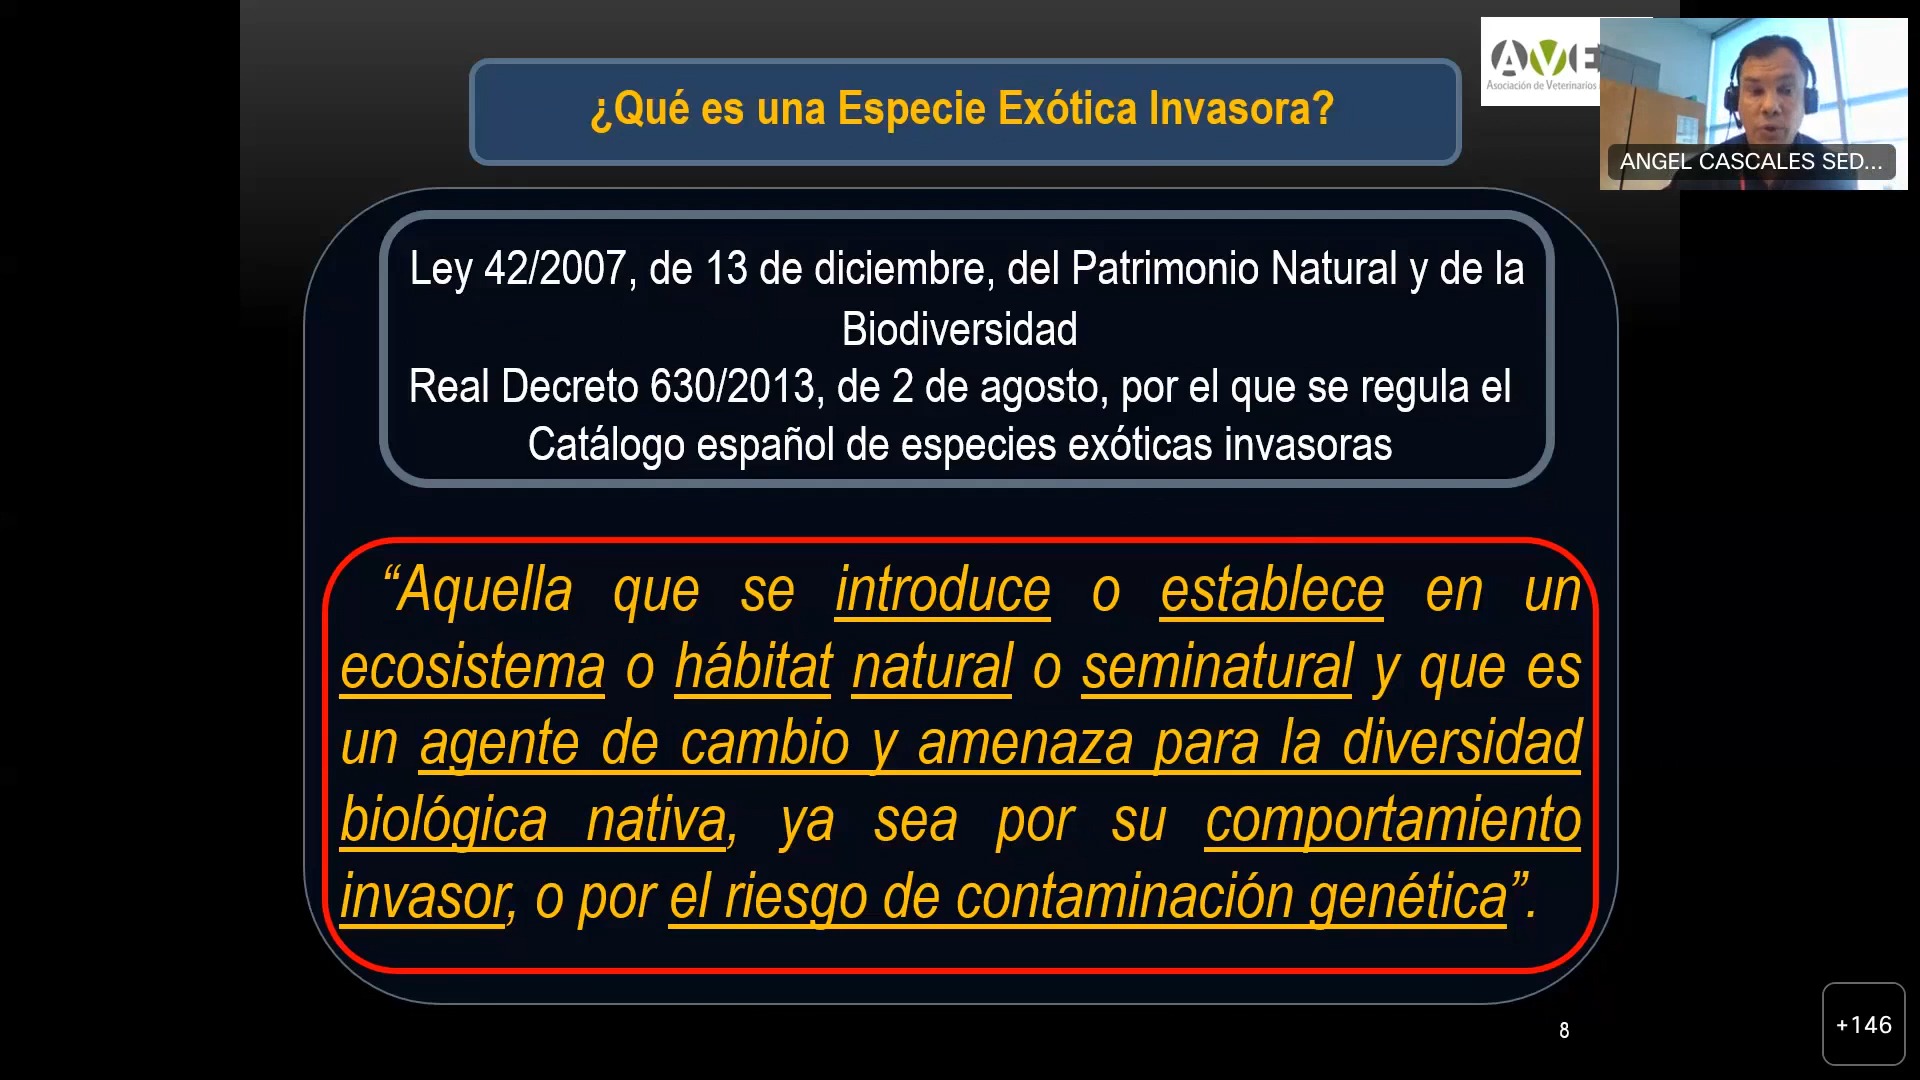 ¿Qué es una Especie Exótica Invasora?
AVE
Asociación de Veterinarios
ANGEL CASCALES SED...
Ley 42/2007, de 13 de diciembre, del Patrimonio Natural y de la
Biodiversidad
Real Decreto 630/2013, de 2 de agosto, por el que se regula el
Catálogo español de especies exóticas invasoras
“Aquella que se introduce o establece en un
ecosistema o hábitat natural o seminatural y que es
un agente de cambio y amenaza para la diversidad
biológica nativa, ya sea por su comportamiento
invasor, o por el riesgo de contaminación genética”.
8
+146